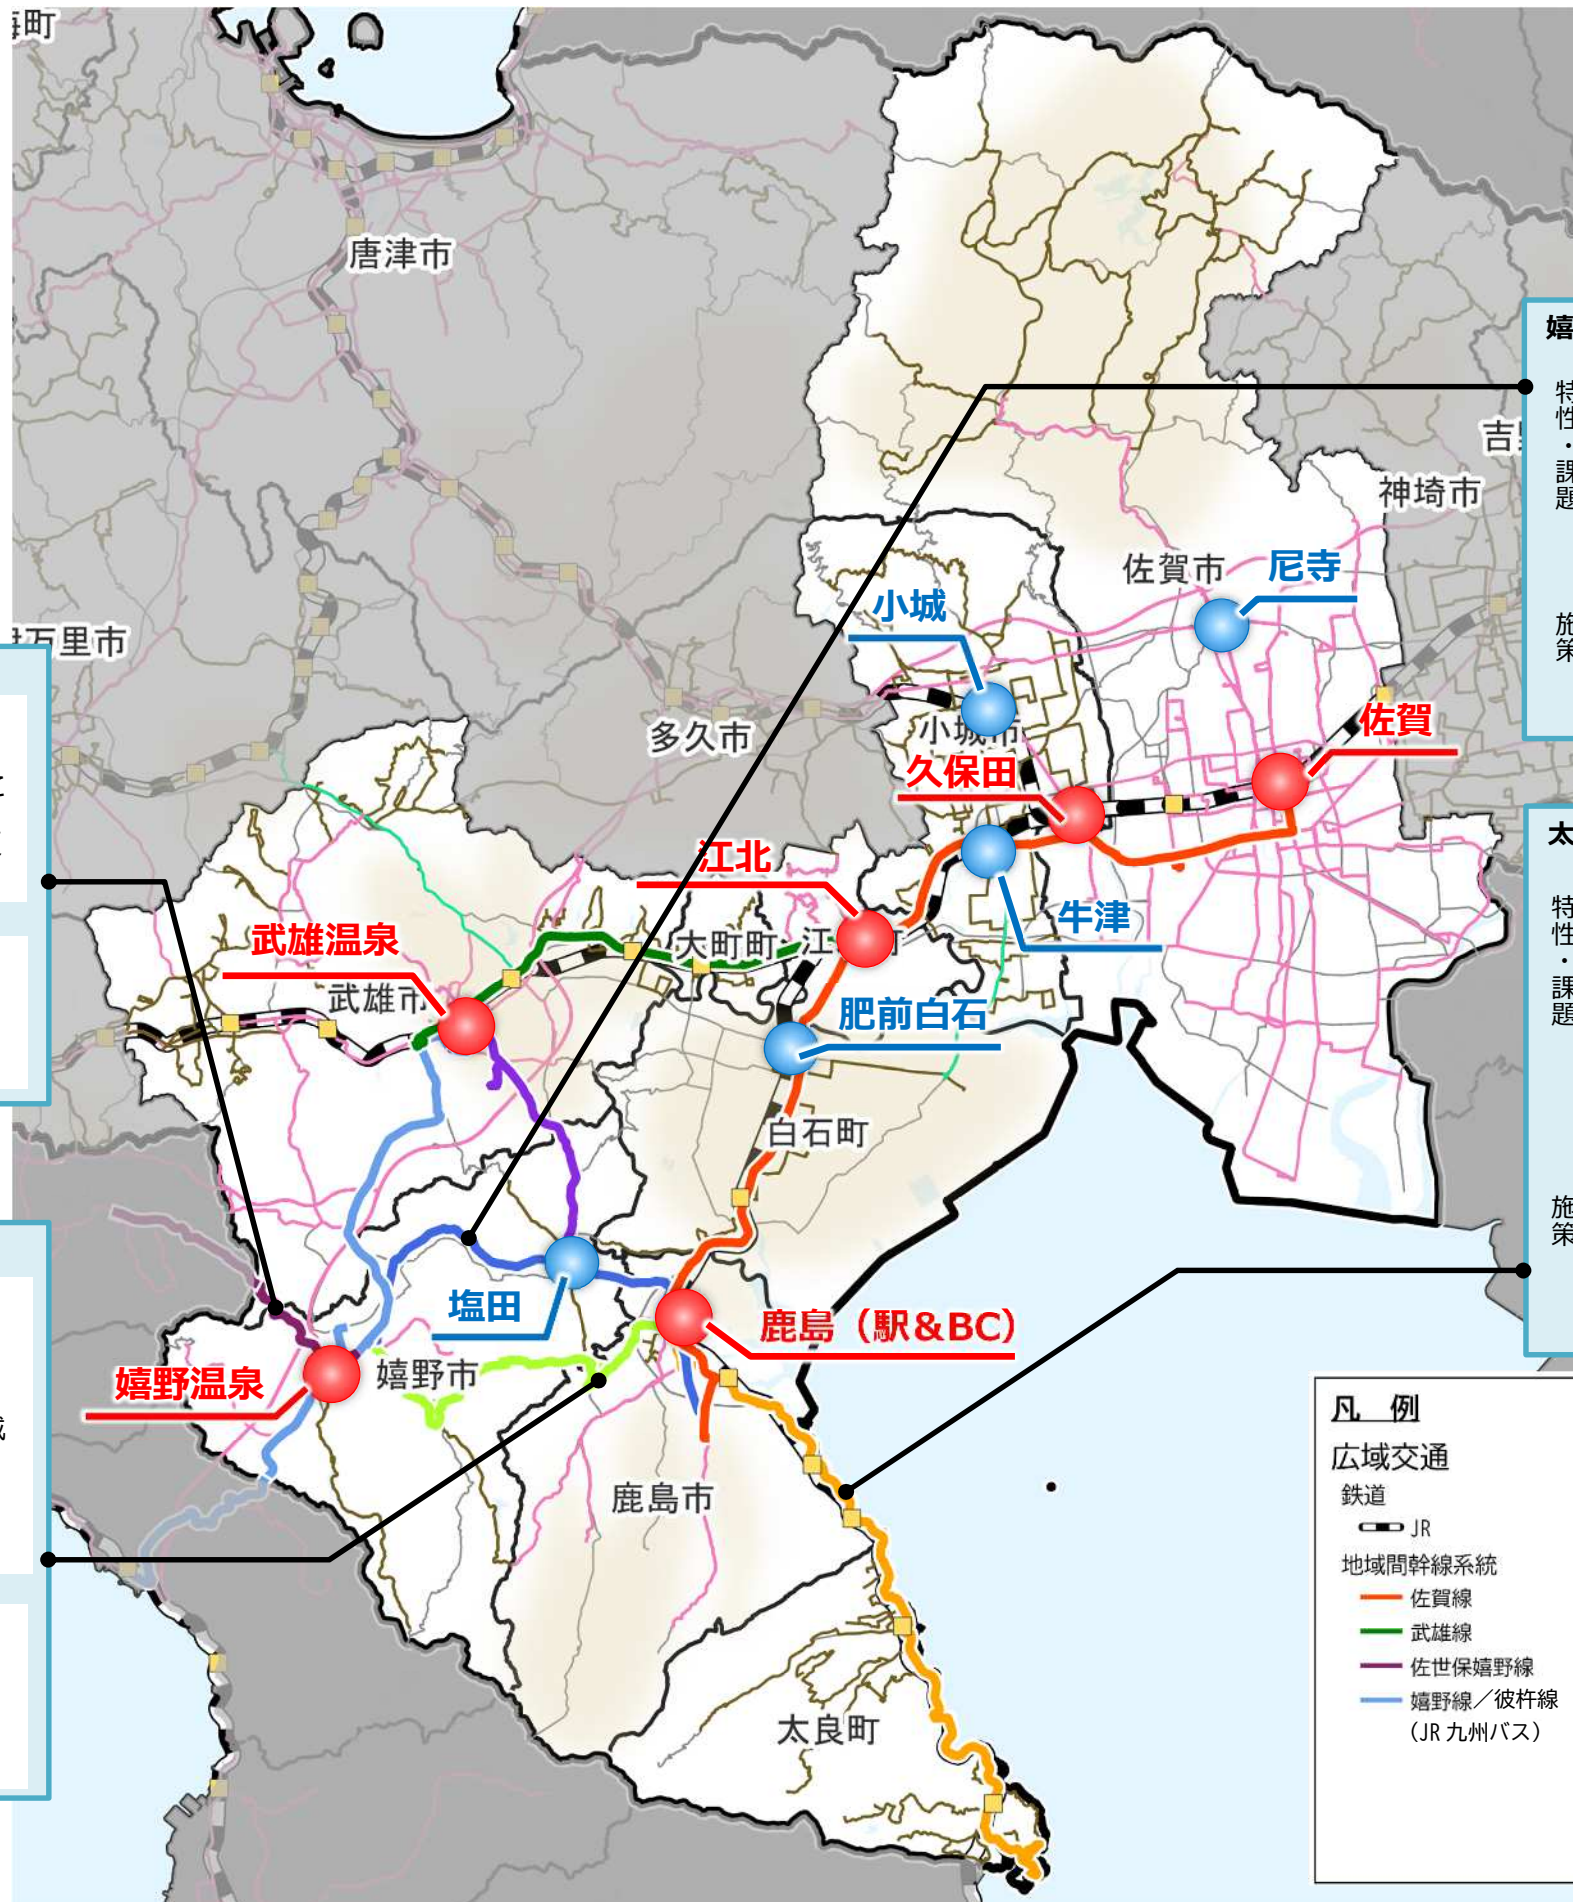 唐津市
嬉
特性・課題
施策
神埼市
佐賀市
尼寺
小城
万里市
多久市
小城市
佐賀
久保田
太
特性・課題
施策
江北
牛津
武雄温泉
大町町
江
町
武雄市
肥前白石
白石町
塩田
鹿島（駅&BC）
嬉野温泉
嬉野市
鹿島市
太良町
凡 例
広域交通
鉄道
JR
地域間幹線系統
佐賀線
武雄線
佐世保嬉野線
嬉野線／彼杵線
（JR 九州バス）